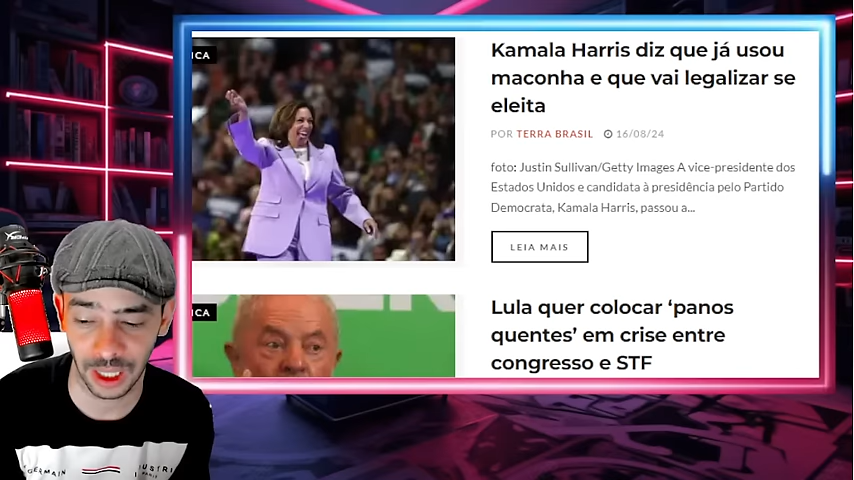 ICA
Kamala Harris diz que já usou
maconha e que vai legalizar se
eleita
POR TERRA BRASIL 16/08/24
foto: Justin Sullivan/Getty Images A vice-presidente dos
Estados Unidos e candidata à presidência pelo Partido
Democrata, Kamala Harris, passou a...
LEIA MAIS
ICA
Lula quer colocar ‘panos
quentes’ em crise entre
congresso e STF
GERMAIN